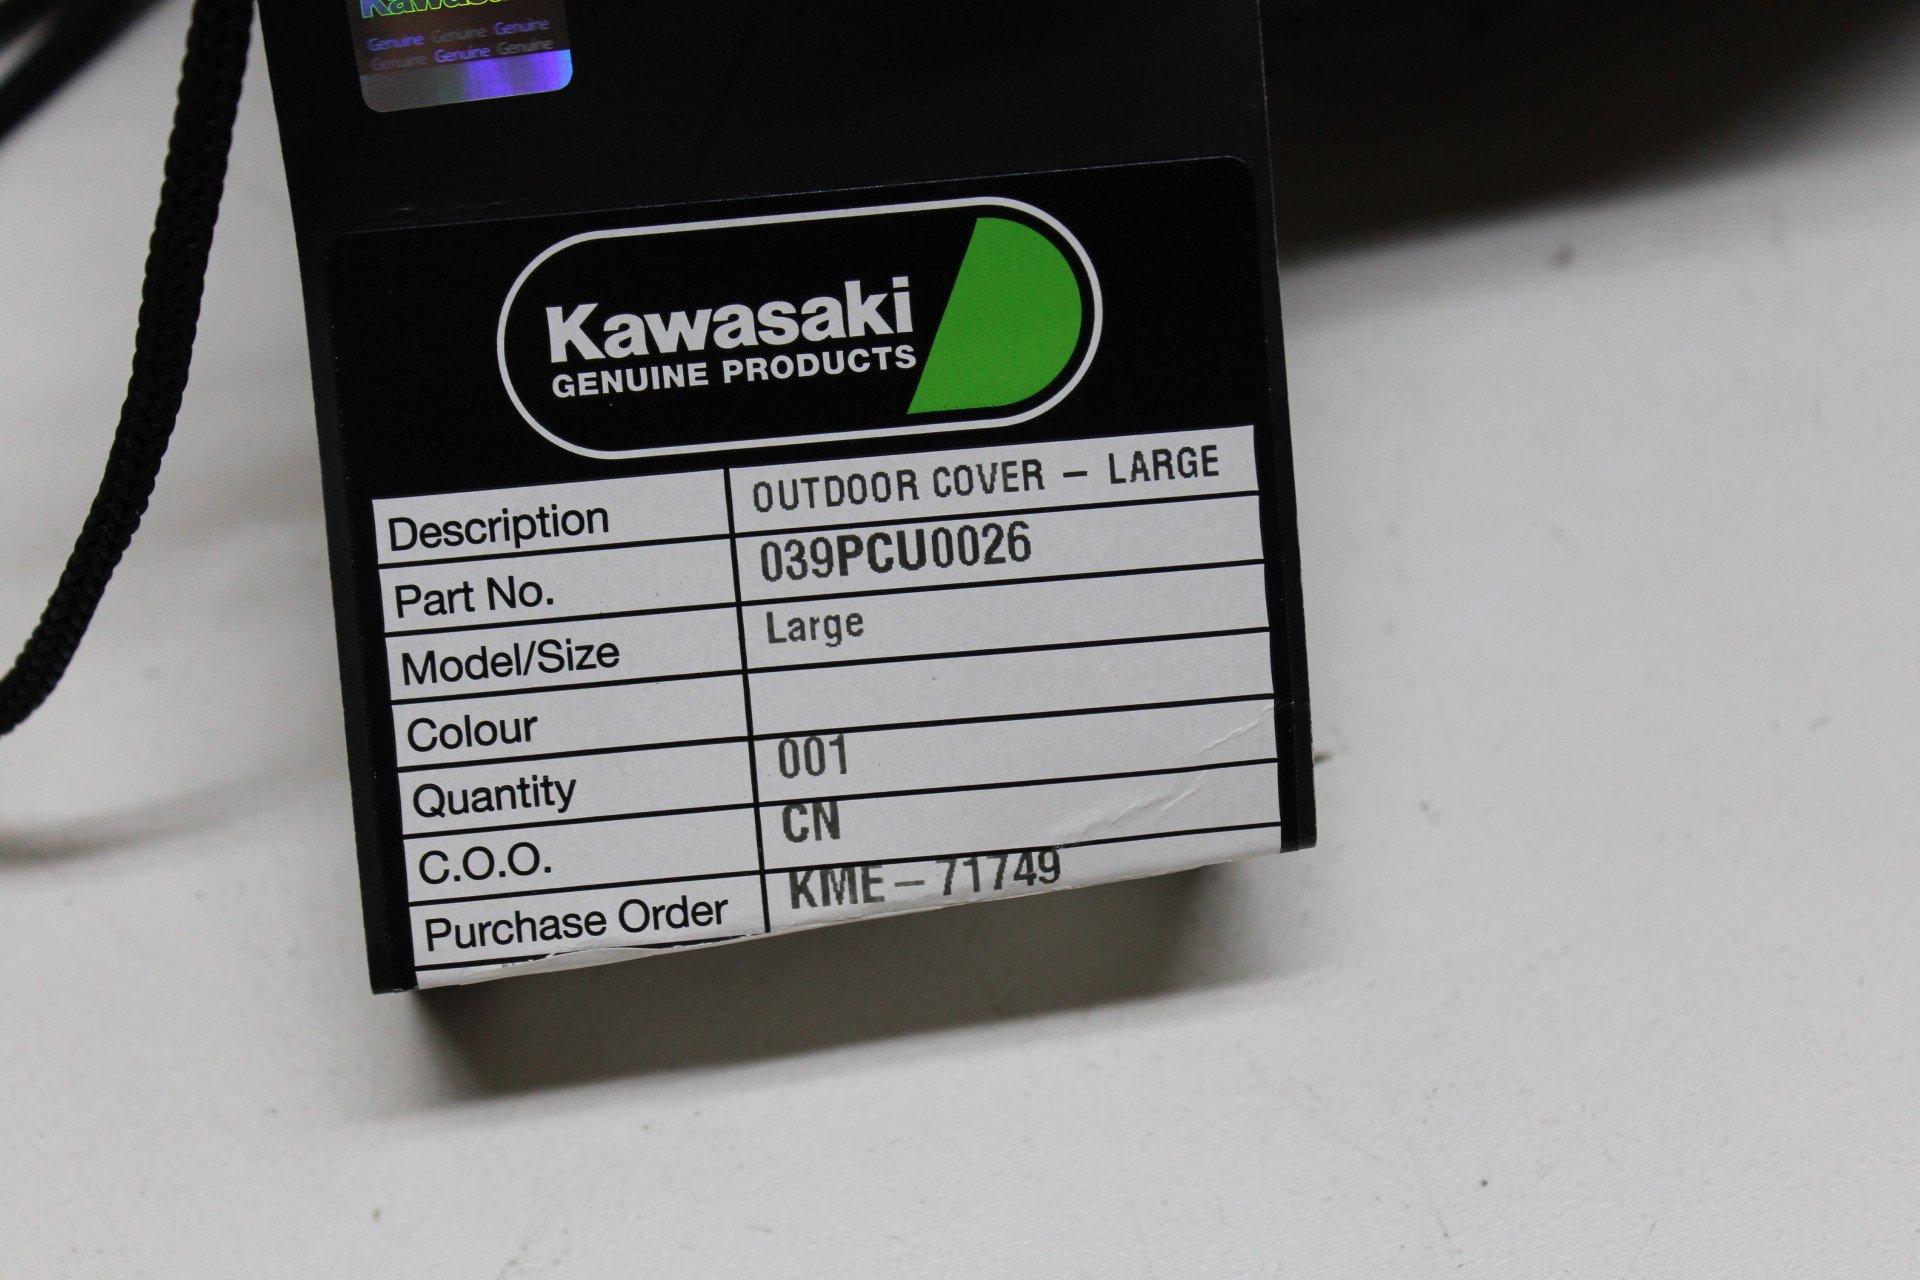 Kawasaki
Genuine Genuine Genuine
Genuine Genuine Genuine
Kawasaki
GENUINE PRODUCTS
Description OUTDOOR COVER – LARGE
Part No. 039PCU0026
Model/Size Large
Colour
Quantity 001
C.O.O. CN
Purchase Order KME–71749